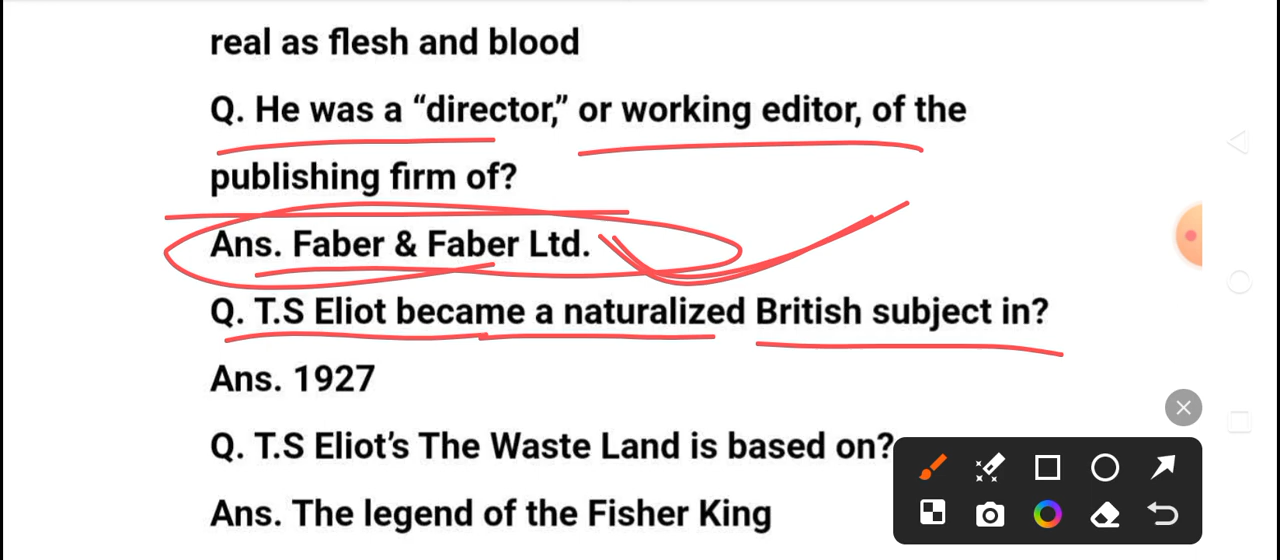 real as flesh and blood
Q. He was a “director,” or working editor, of the
publishing firm of?
Ans. Faber & Faber Ltd.
Q. T.S Eliot became a naturalized British subject in?
Ans. 1927
Q. T.S Eliot’s The Waste Land is based on?
Ans. The legend of the Fisher King